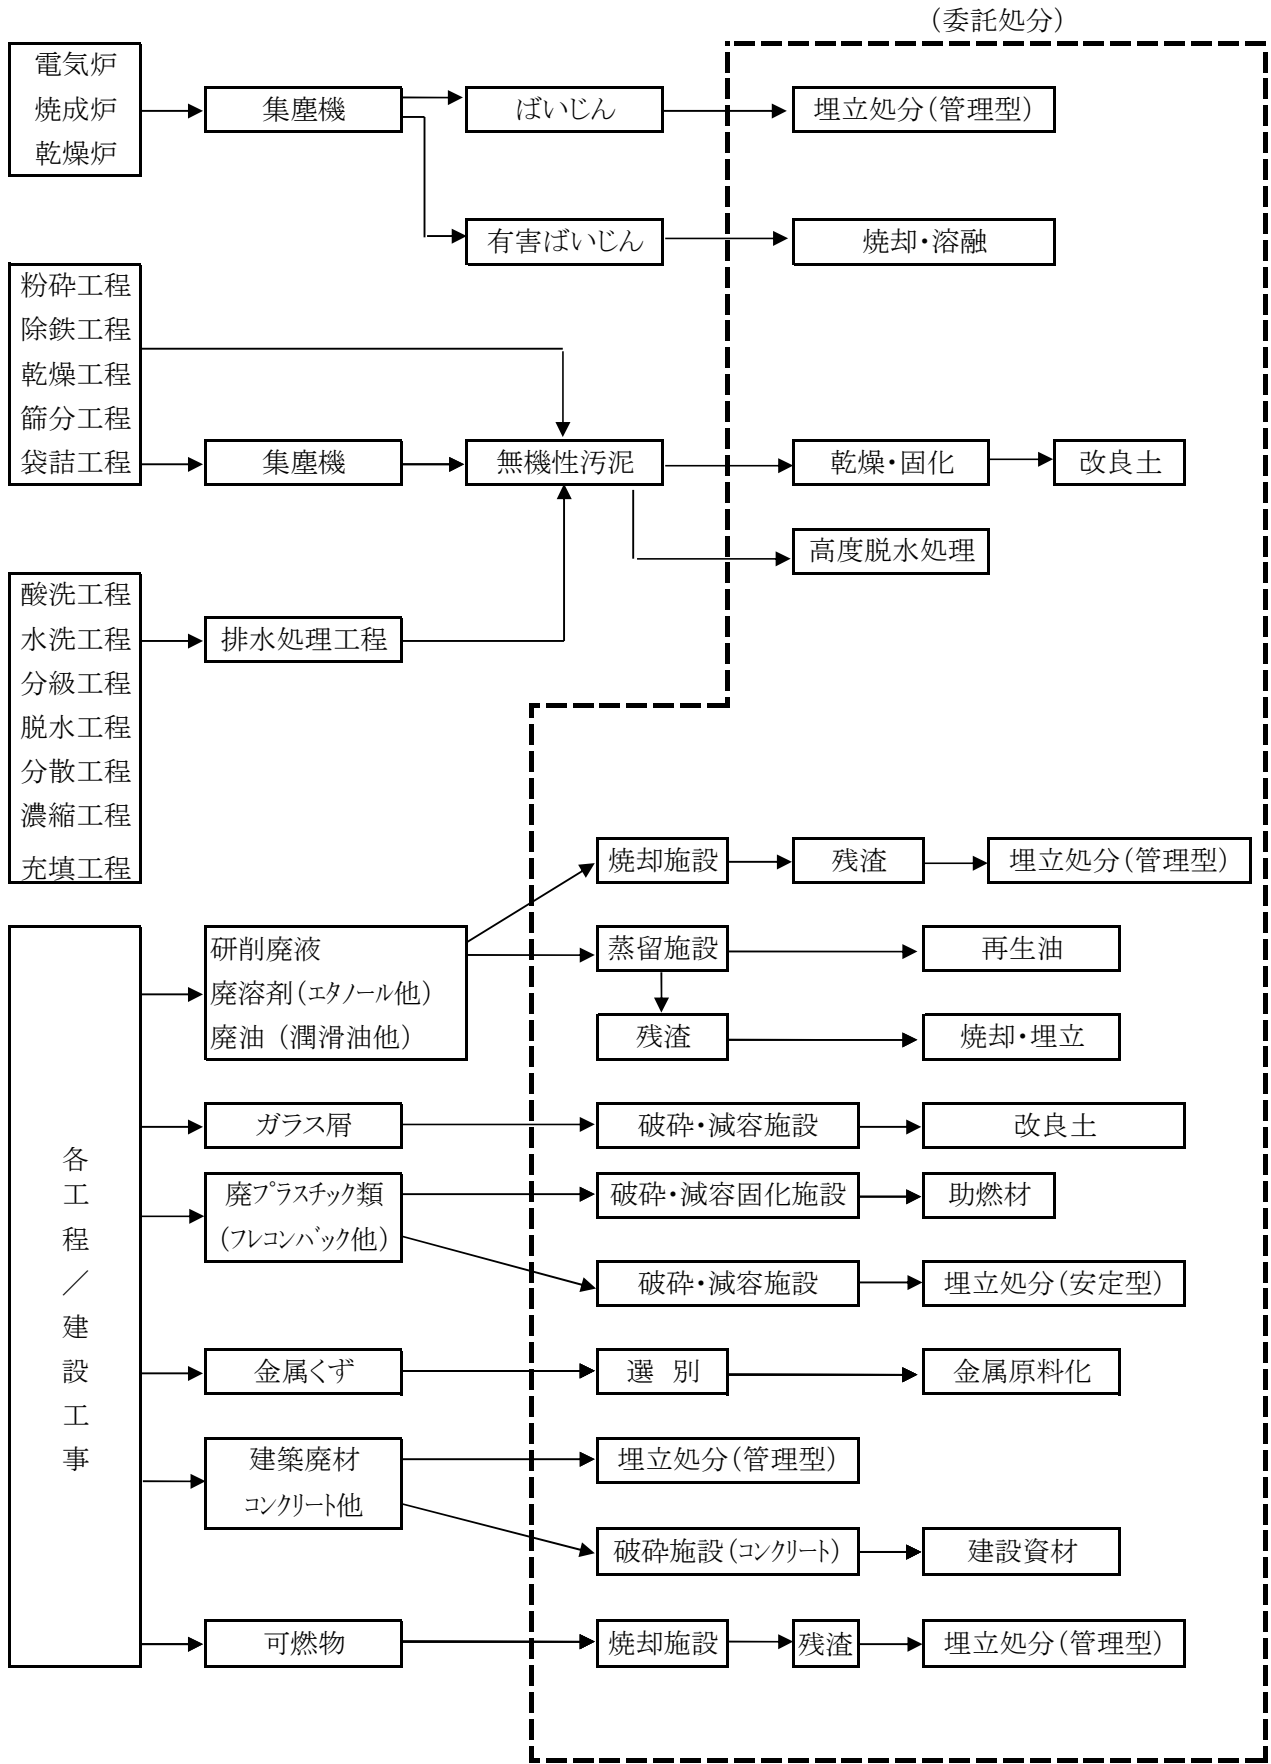 （委託処分）
電気炉
焼成炉
乾燥炉
集塵機
ばいじん
埋立処分（管理型）
有害ばいじん
焼却・溶融
粉砕工程
除鉄工程
乾燥工程
篩分工程
袋詰工程
集塵機
無機性汚泥
乾燥・固化
改良土
高度脱水処理
酸洗工程
水洗工程
分級工程
脱水工程
分散工程
濃縮工程
充填工程
排水処理工程
焼却施設
残渣
埋立処分（管理型）
各工程／建設工事
研削廃液
廃溶剤（エタノール他）
廃油（潤滑油他）
蒸留施設
再生油
残渣
焼却・埋立
ガラス屑
破砕・減容施設
改良土
廃プラスチック類
（フレコンバック他）
破砕・減容固化施設
助燃材
破砕・減容施設
埋立処分（安定型）
金属くず
選　別
金属原料化
建築廃材
コンクリート他
埋立処分（管理型）
破砕施設（コンクリート）
建設資材
可燃物
焼却施設
残渣
埋立処分（管理型）